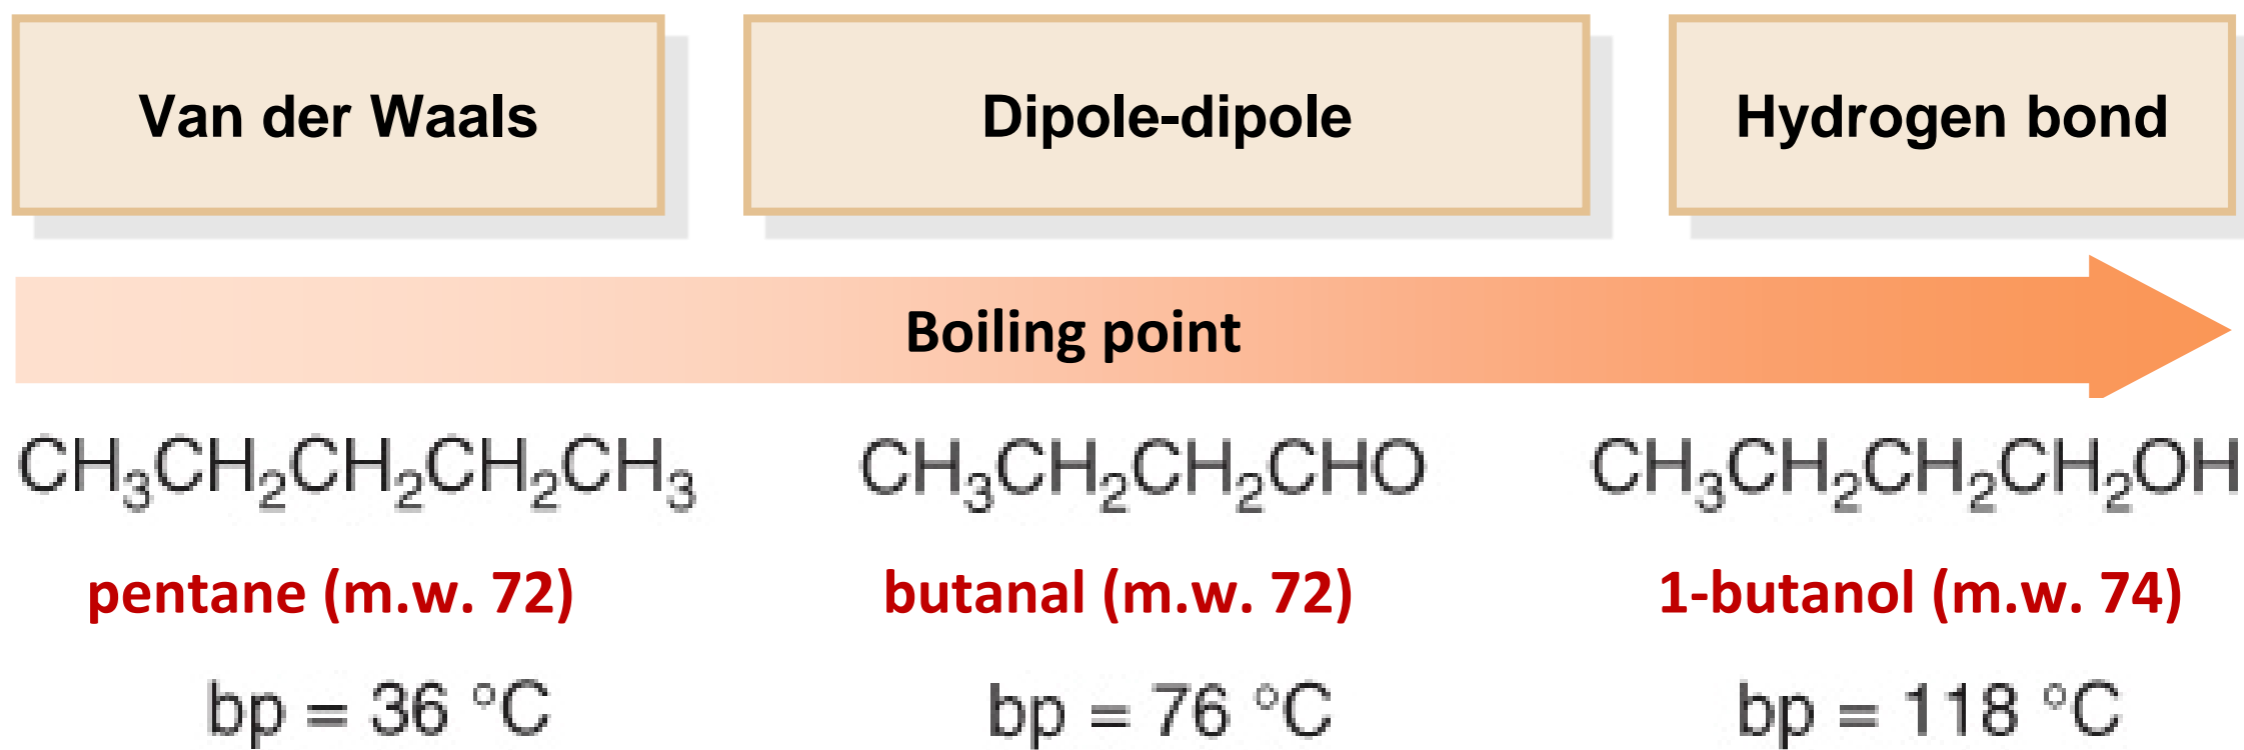 Van der Waals
Dipole-dipole
Hydrogen bond
Boiling point
CH₃CH₂CH₂CH₂CH₃
CH₃CH₂CH₂CHO
CH₃CH₂CH₂CH₂OH
pentane (m.w. 72)
butanal (m.w. 72)
1-butanol (m.w. 74)
bp = 36 °C
bp = 76 °C
bp = 118 °C